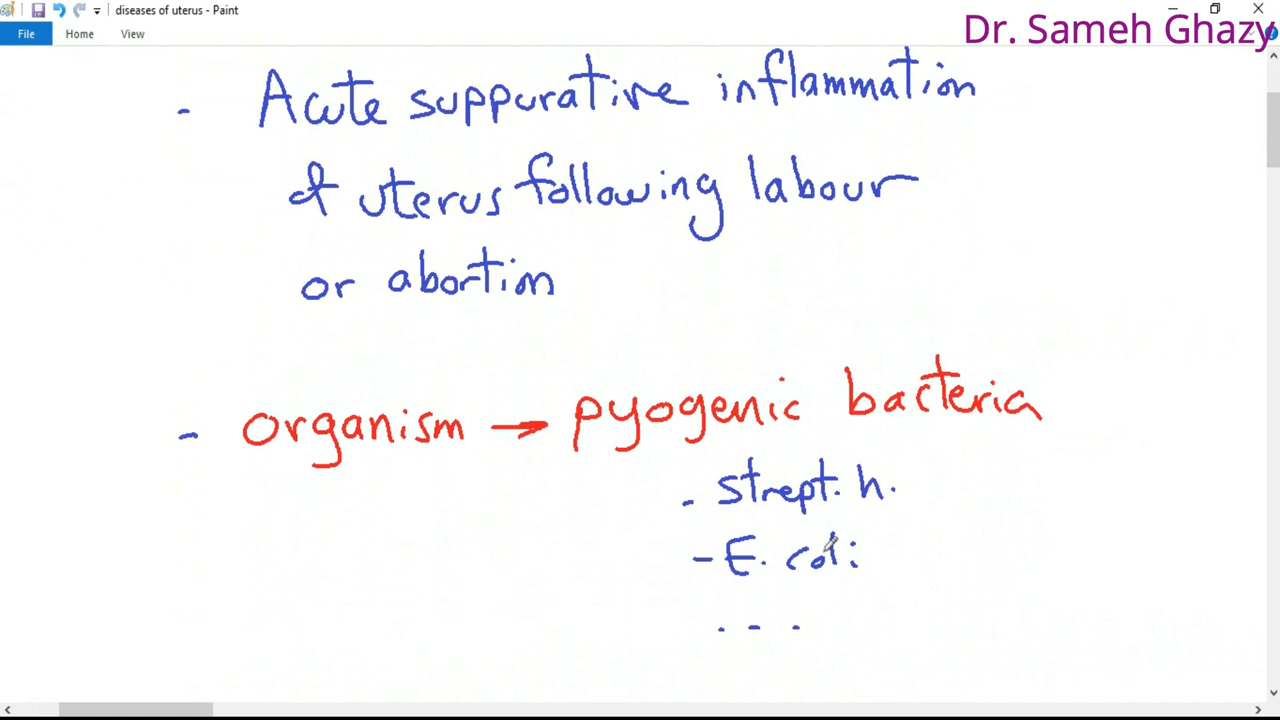 diseases of uterus - Paint
Dr. Sameh Ghazy
File Home View
- Acute suppurative inflammation
of uterus following labour
or abortion
- organism → pyogenic bacteria
- strept. h.
- E. coli
. - -